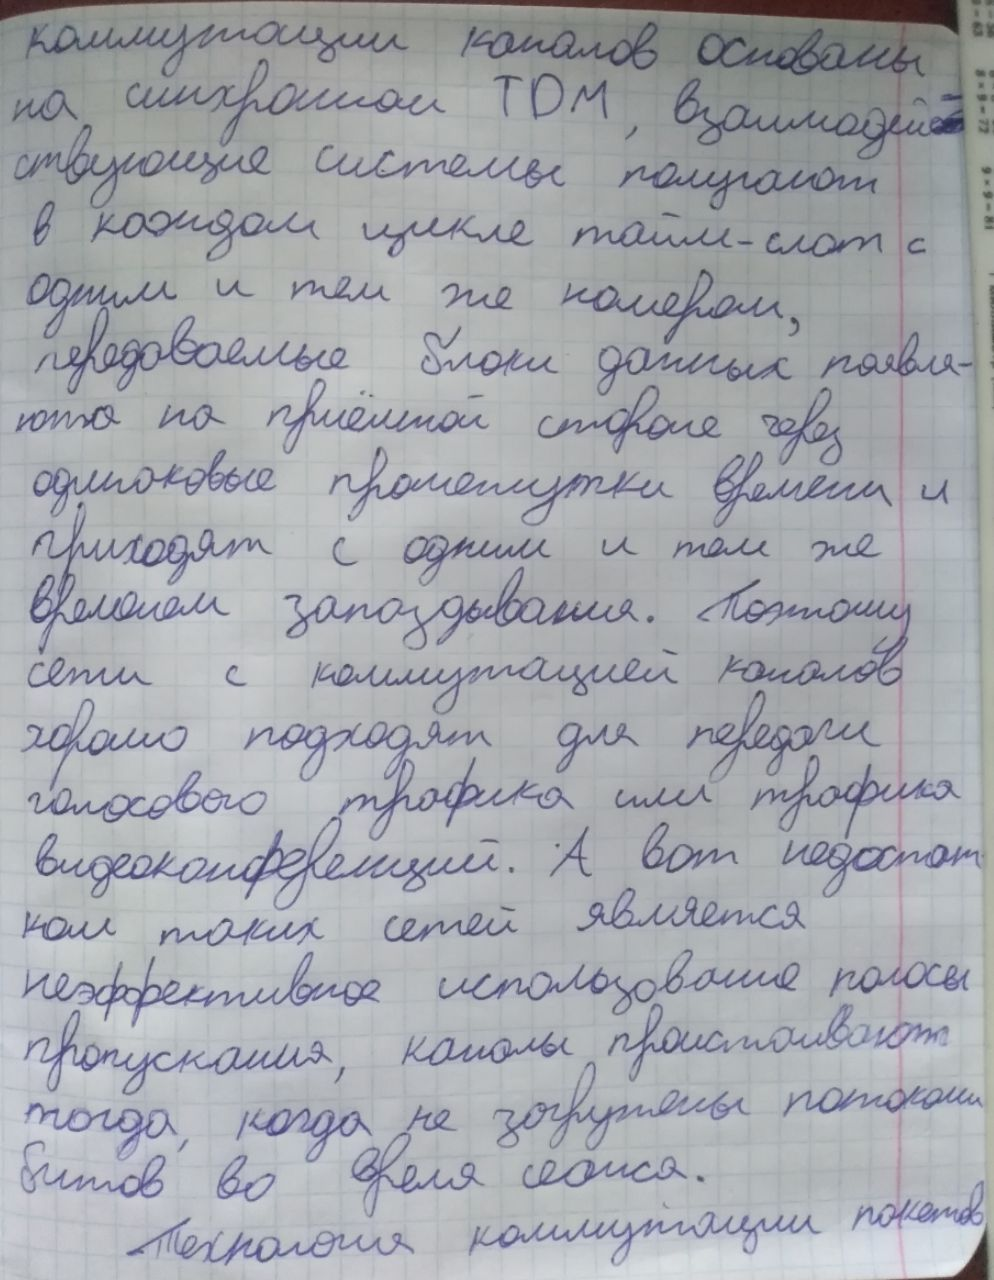 коммутации каналов основаны
на синхронном TDM, взаимодей-
ствующие системы получают
в каждом цикле тайм-слот с
одним и тем же номером,
передаваемые блоки данных появля-
ются на приёмной стороне через
одинаковые промежутки времени и
приходят с одним и тем же
временем запаздывания. Поэтому
сети с коммутацией каналов
хорошо подходят для передачи
голосового трафика или трафика
видеоконференций. А вот недостат-
ком таких сетей является
неэффективное использование полосы
пропускания, каналы простаивают
тогда, когда не загружены потоками
битов во время сеанса.
Технология коммутации пакетов